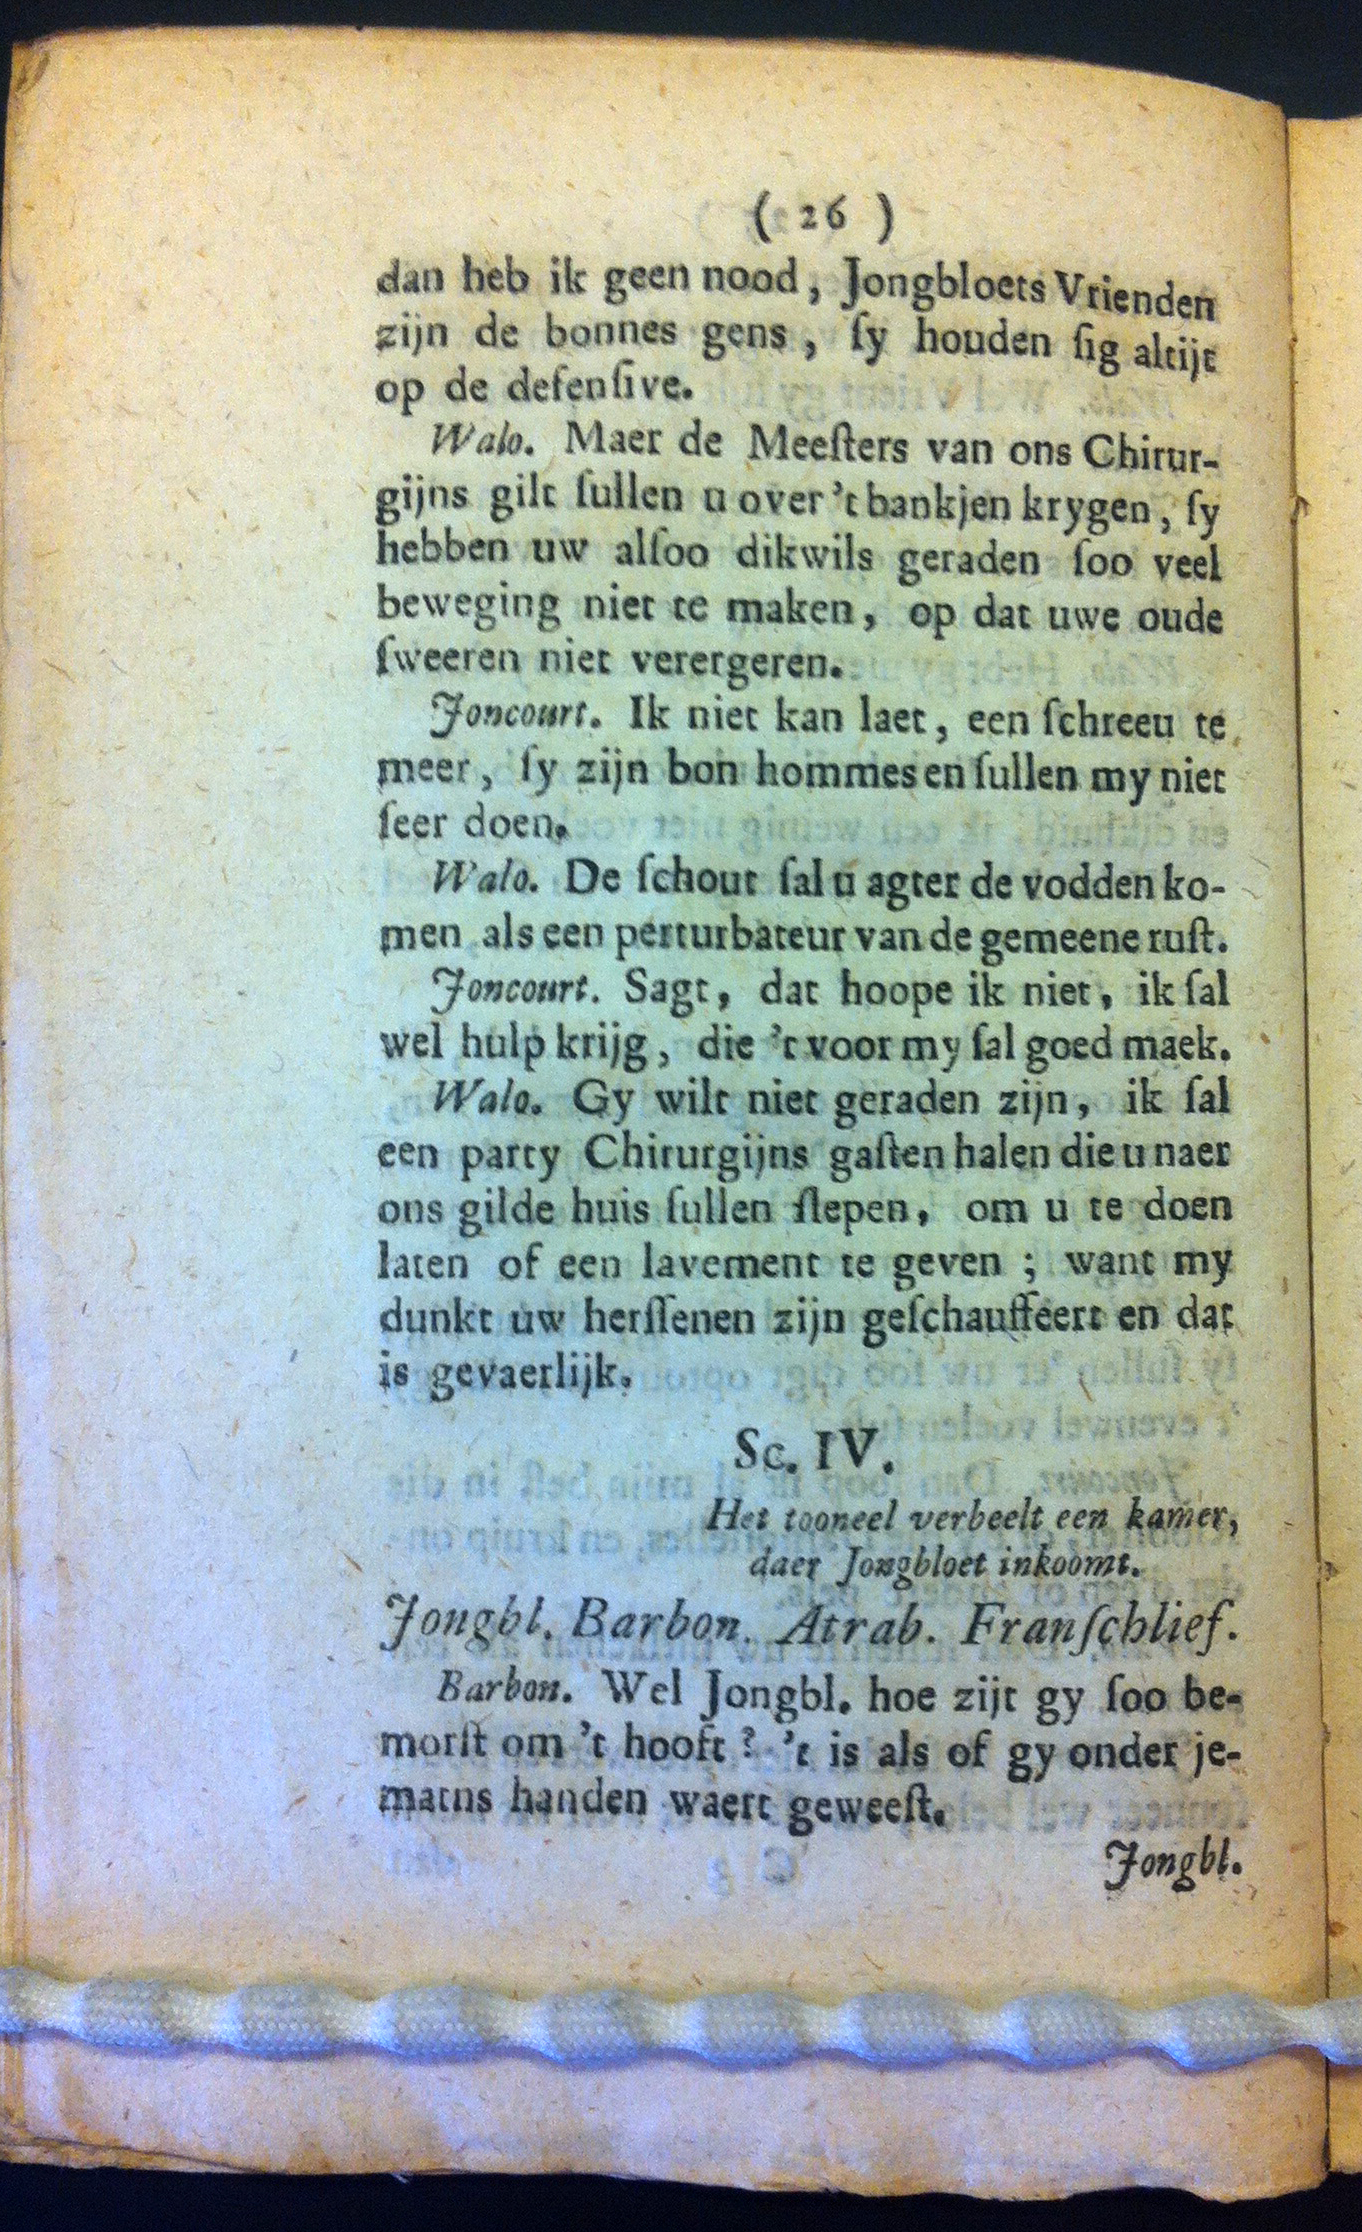 ( 26 )
dan heb ik geen nood, Jongbloets Vrienden
zijn de bonnes gens, ſy houden ſig altijt
op de defenſive.
Walo. Maer de Meeſters van ons Chirur-
gijns gilt ſullen u over 't bankjen krygen, ſy
hebben uw alſoo dikwils geraden ſoo veel
beweging niet te maken, op dat uwe oude
ſweeren niet verergeren.
Joncourt. Ik niet kan laet, een ſchreeu te
meer, ſy zijn bon hommes en ſullen my niet
ſeer doen.
Walo. De ſchout ſal u agter de vodden ko-
men als een perturbateur van de gemeene ruſt.
Joncourt. Sagt, dat hoope ik niet, ik ſal
wel hulp krijg, die 't voor my ſal goed maek.
Walo. Gy wilt niet geraden zijn, ik ſal
een party Chirurgijns gaſten halen die u naer
ons gilde huis ſullen ſlepen, om u te doen
laten of een lavement te geven ; want my
dunkt uw herſſenen zijn geſchauffeert en dat
is gevaerlijk.
Sc. IV.
Het tooneel verbeelt een kamer,
daer Jongbloet inkoomt.
Jongbl. Barbon. Atrab. Franſchlief.
Barbon. Wel Jongbl. hoe zijt gy ſoo be-
morſt om 't hooft ? 't is als of gy onder je-
matns handen waert geweeſt.
Jongbl.